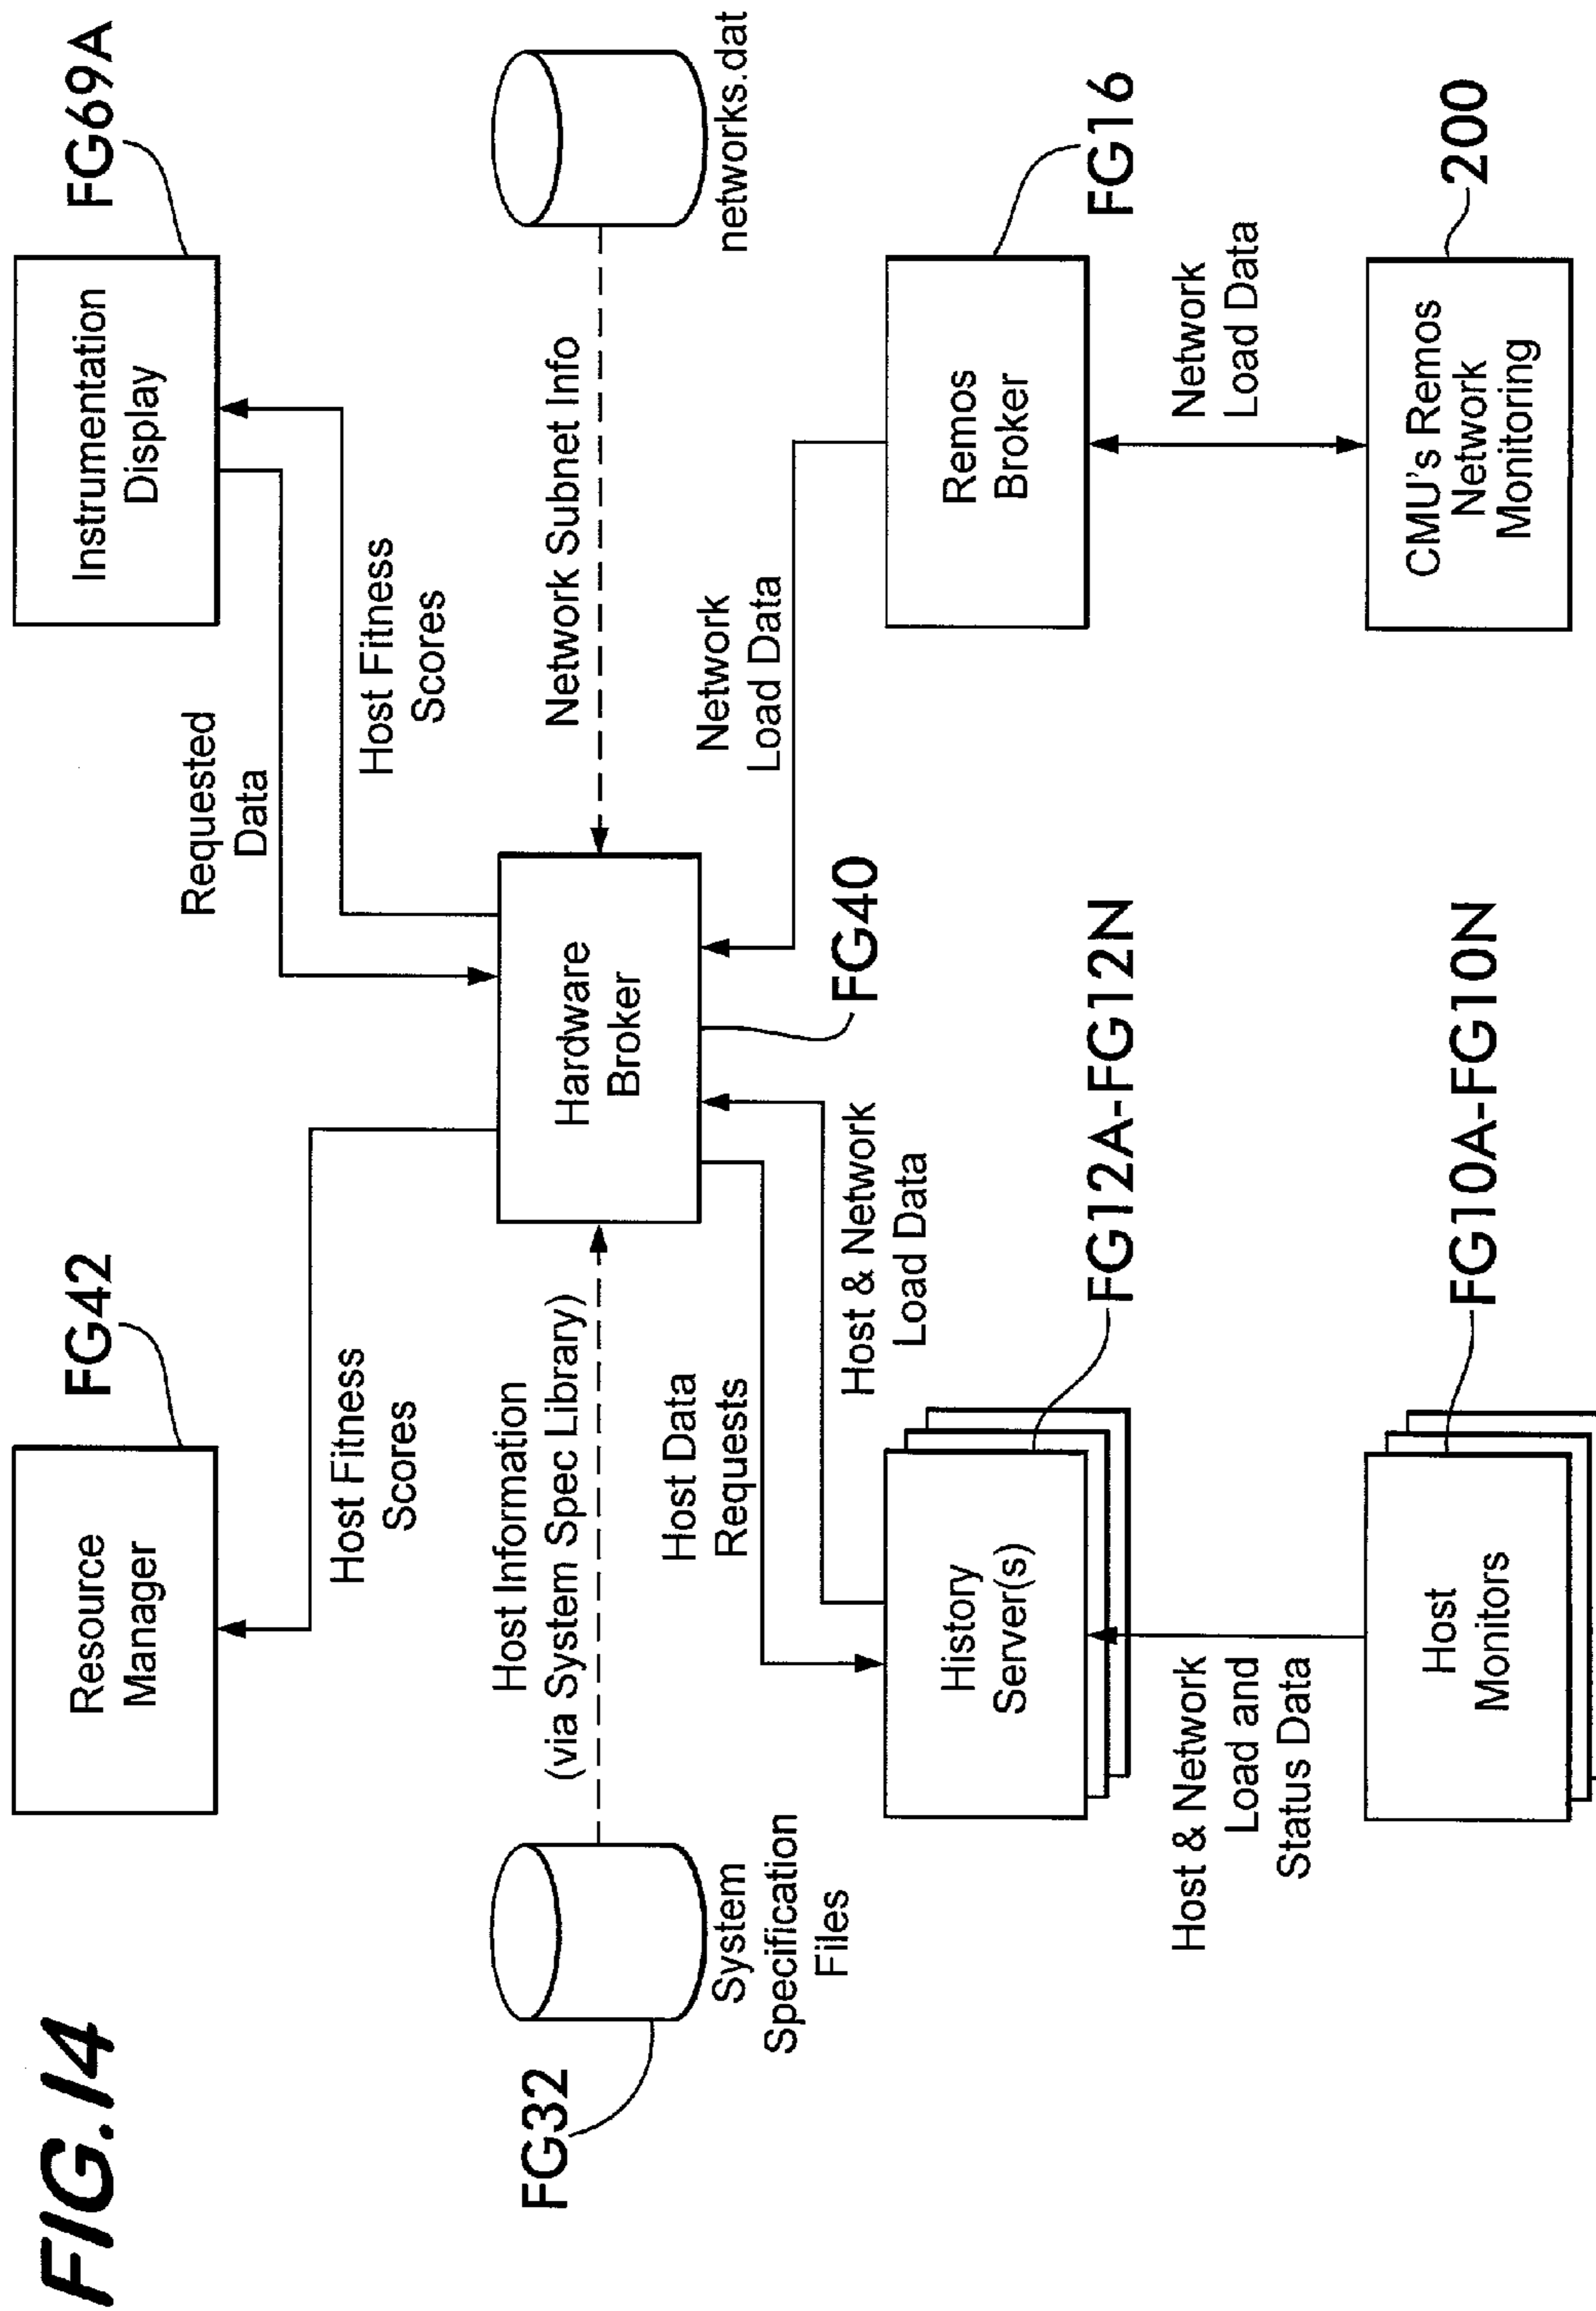 FIG.14
FG42
FG69A
Resource
Manager
Instrumentation
Display
Requested
Data
Host Fitness
Scores
Host Fitness
Scores
Host Information
(via System Spec Library)
Network Subnet Info
Hardware
Broker
FG32
System
Specification
Files
networks.dat
Host Data
Requests
Network
Load Data
FG40
Host & Network
Load Data
History
Server(s)
Remos
Broker
FG12A-FG12N
FG16
Host & Network
Load and
Status Data
Network
Load Data
Host
Monitors
FG10A-FG10N
CMU's Remos
Network
Monitoring
200